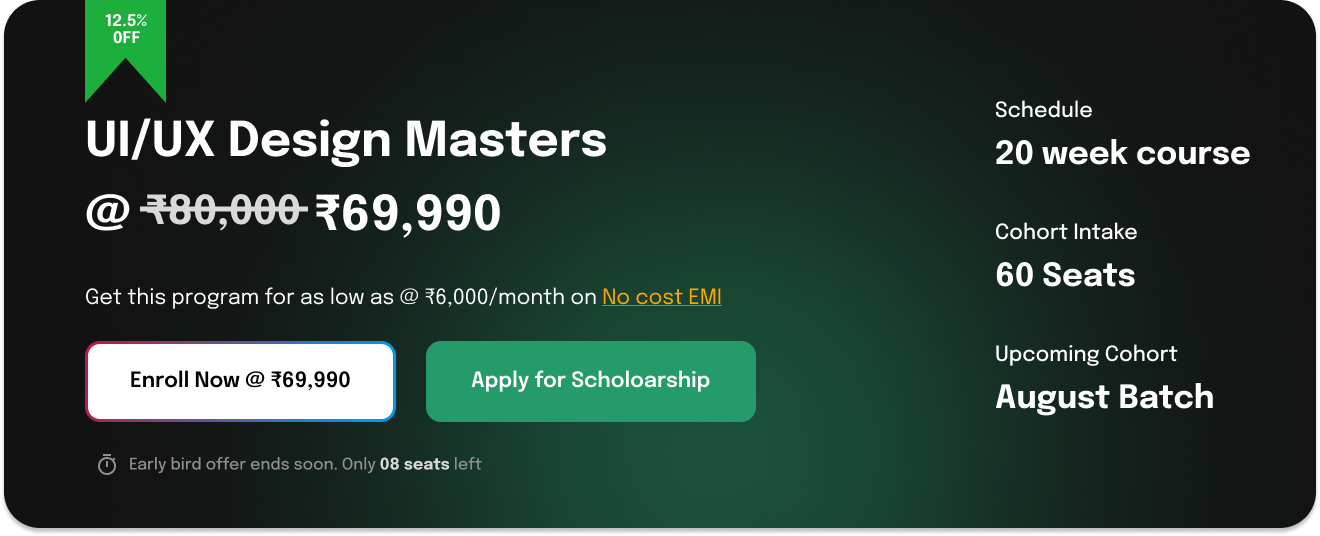 12.5%
OFF
UI/UX Design Masters
@ ₹80,000 ₹69,990
Get this program for as low as @ ₹6,000/month on No cost EMI
Enroll Now @ ₹69,990
Apply for Scholoarship
Early bird offer ends soon. Only 08 seats left
Schedule
20 week course
Cohort Intake
60 Seats
Upcoming Cohort
August Batch